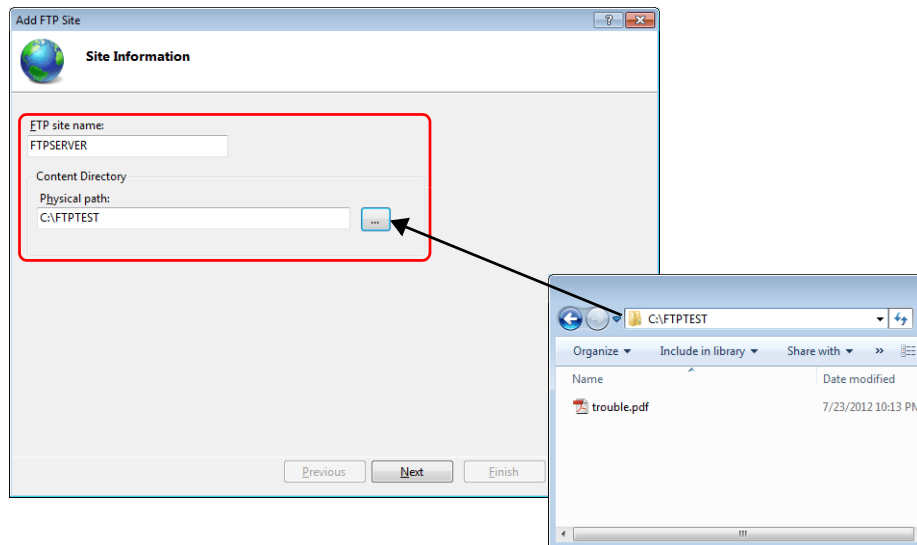 Add FTP Site
Site Information
FTP site name:
FTPSERVER
Content Directory
Physical path:
C:\FTPTEST
...
C:\FTPTEST
Organize Include in library Share with »
Name Date modified
trouble.pdf 7/23/2012 10:13 PM
Previous Next Finish